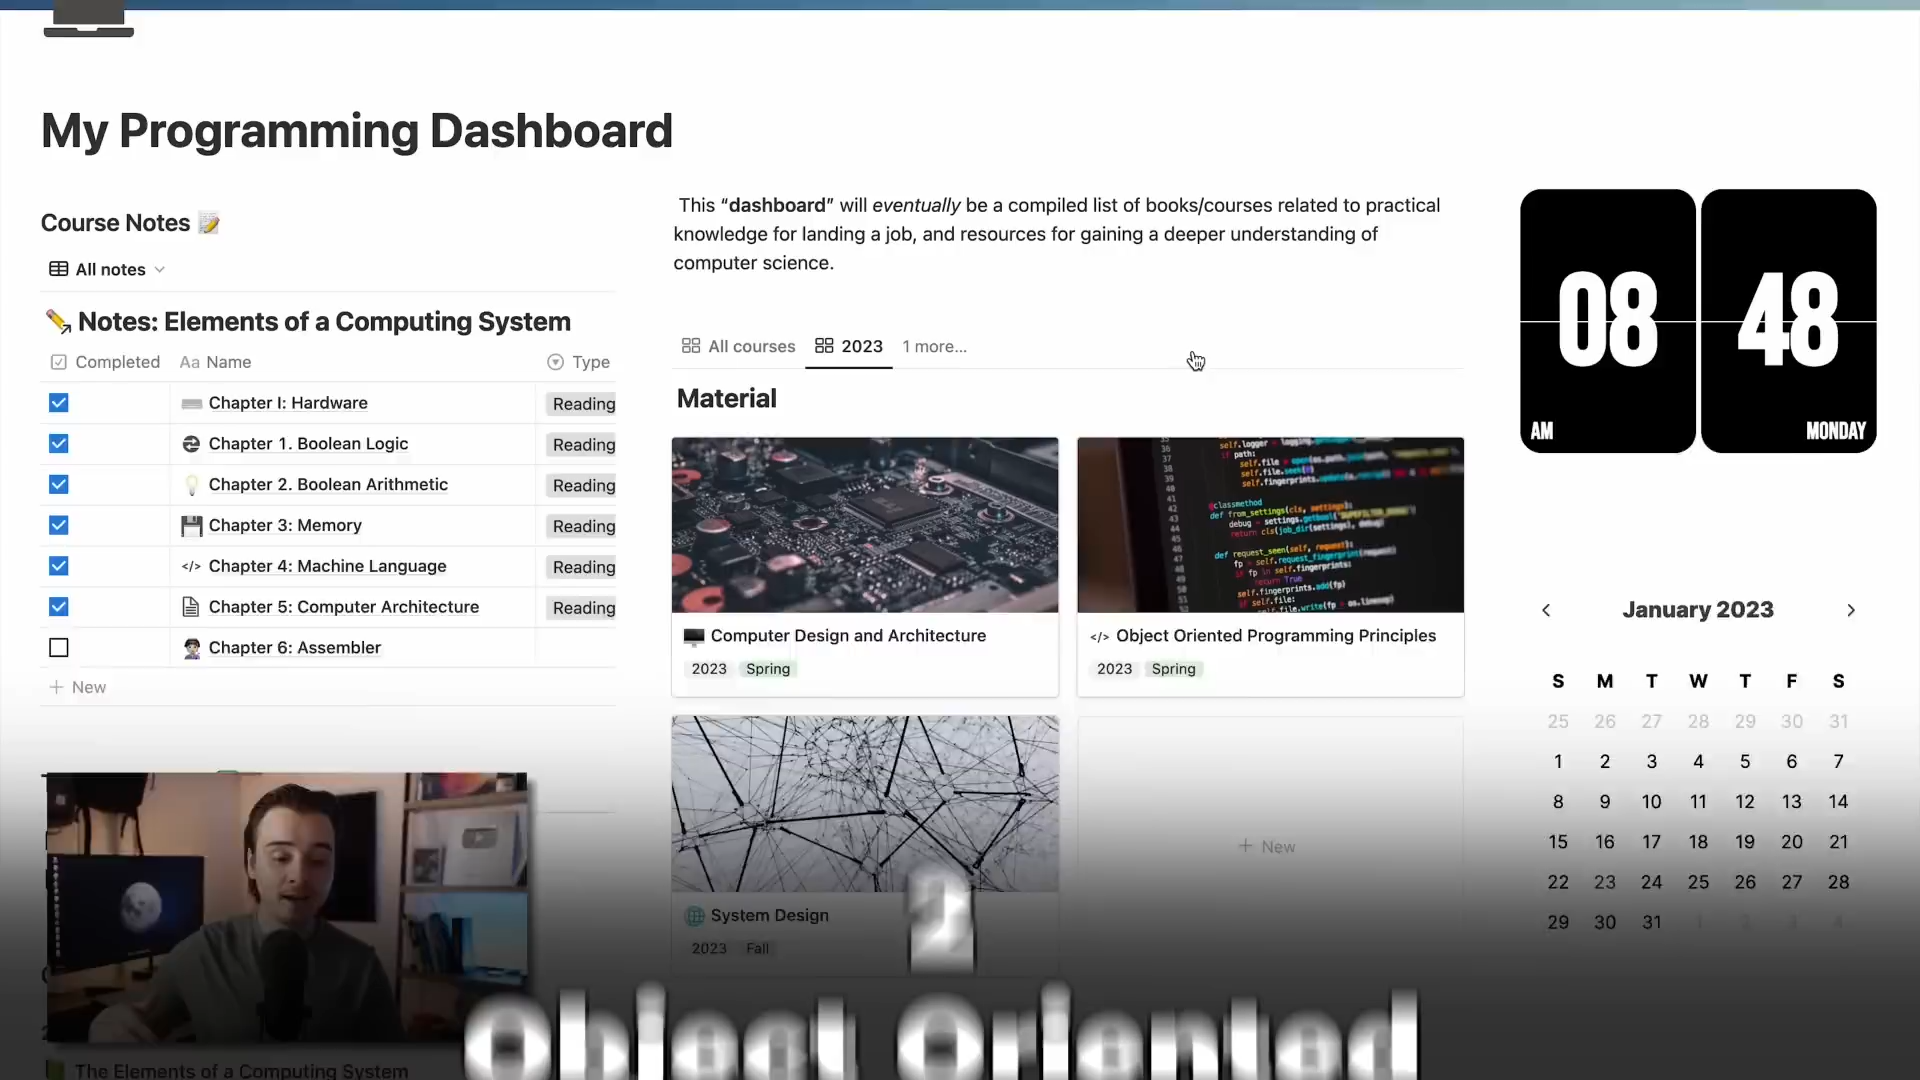 My Programming Dashboard
Course Notes
All notes
Notes: Elements of a Computing System
Completed
Aa Name
Type
Chapter I: Hardware
Reading
Chapter 1. Boolean Logic
Reading
Chapter 2. Boolean Arithmetic
Reading
Chapter 3: Memory
Reading
</> Chapter 4: Machine Language
Reading
Chapter 5: Computer Architecture
Reading
Chapter 6: Assembler
+ New
The Elements of a Computing System
This “dashboard” will eventually be a compiled list of books/courses related to practical
knowledge for landing a job, and resources for gaining a deeper understanding of
computer science.
All courses
2023
1 more...
Material
Computer Design and Architecture
2023 Spring
</> Object Oriented Programming Principles
2023 Spring
System Design
2023 Fall
+ New
08
AM
48
MONDAY
January 2023
S M T W T F S
25 26 27 28 29 30 31
1 2 3 4 5 6 7
8 9 10 11 12 13 14
15 16 17 18 19 20 21
22 23 24 25 26 27 28
29 30 31 1 2 3 4
2
Object Oriented